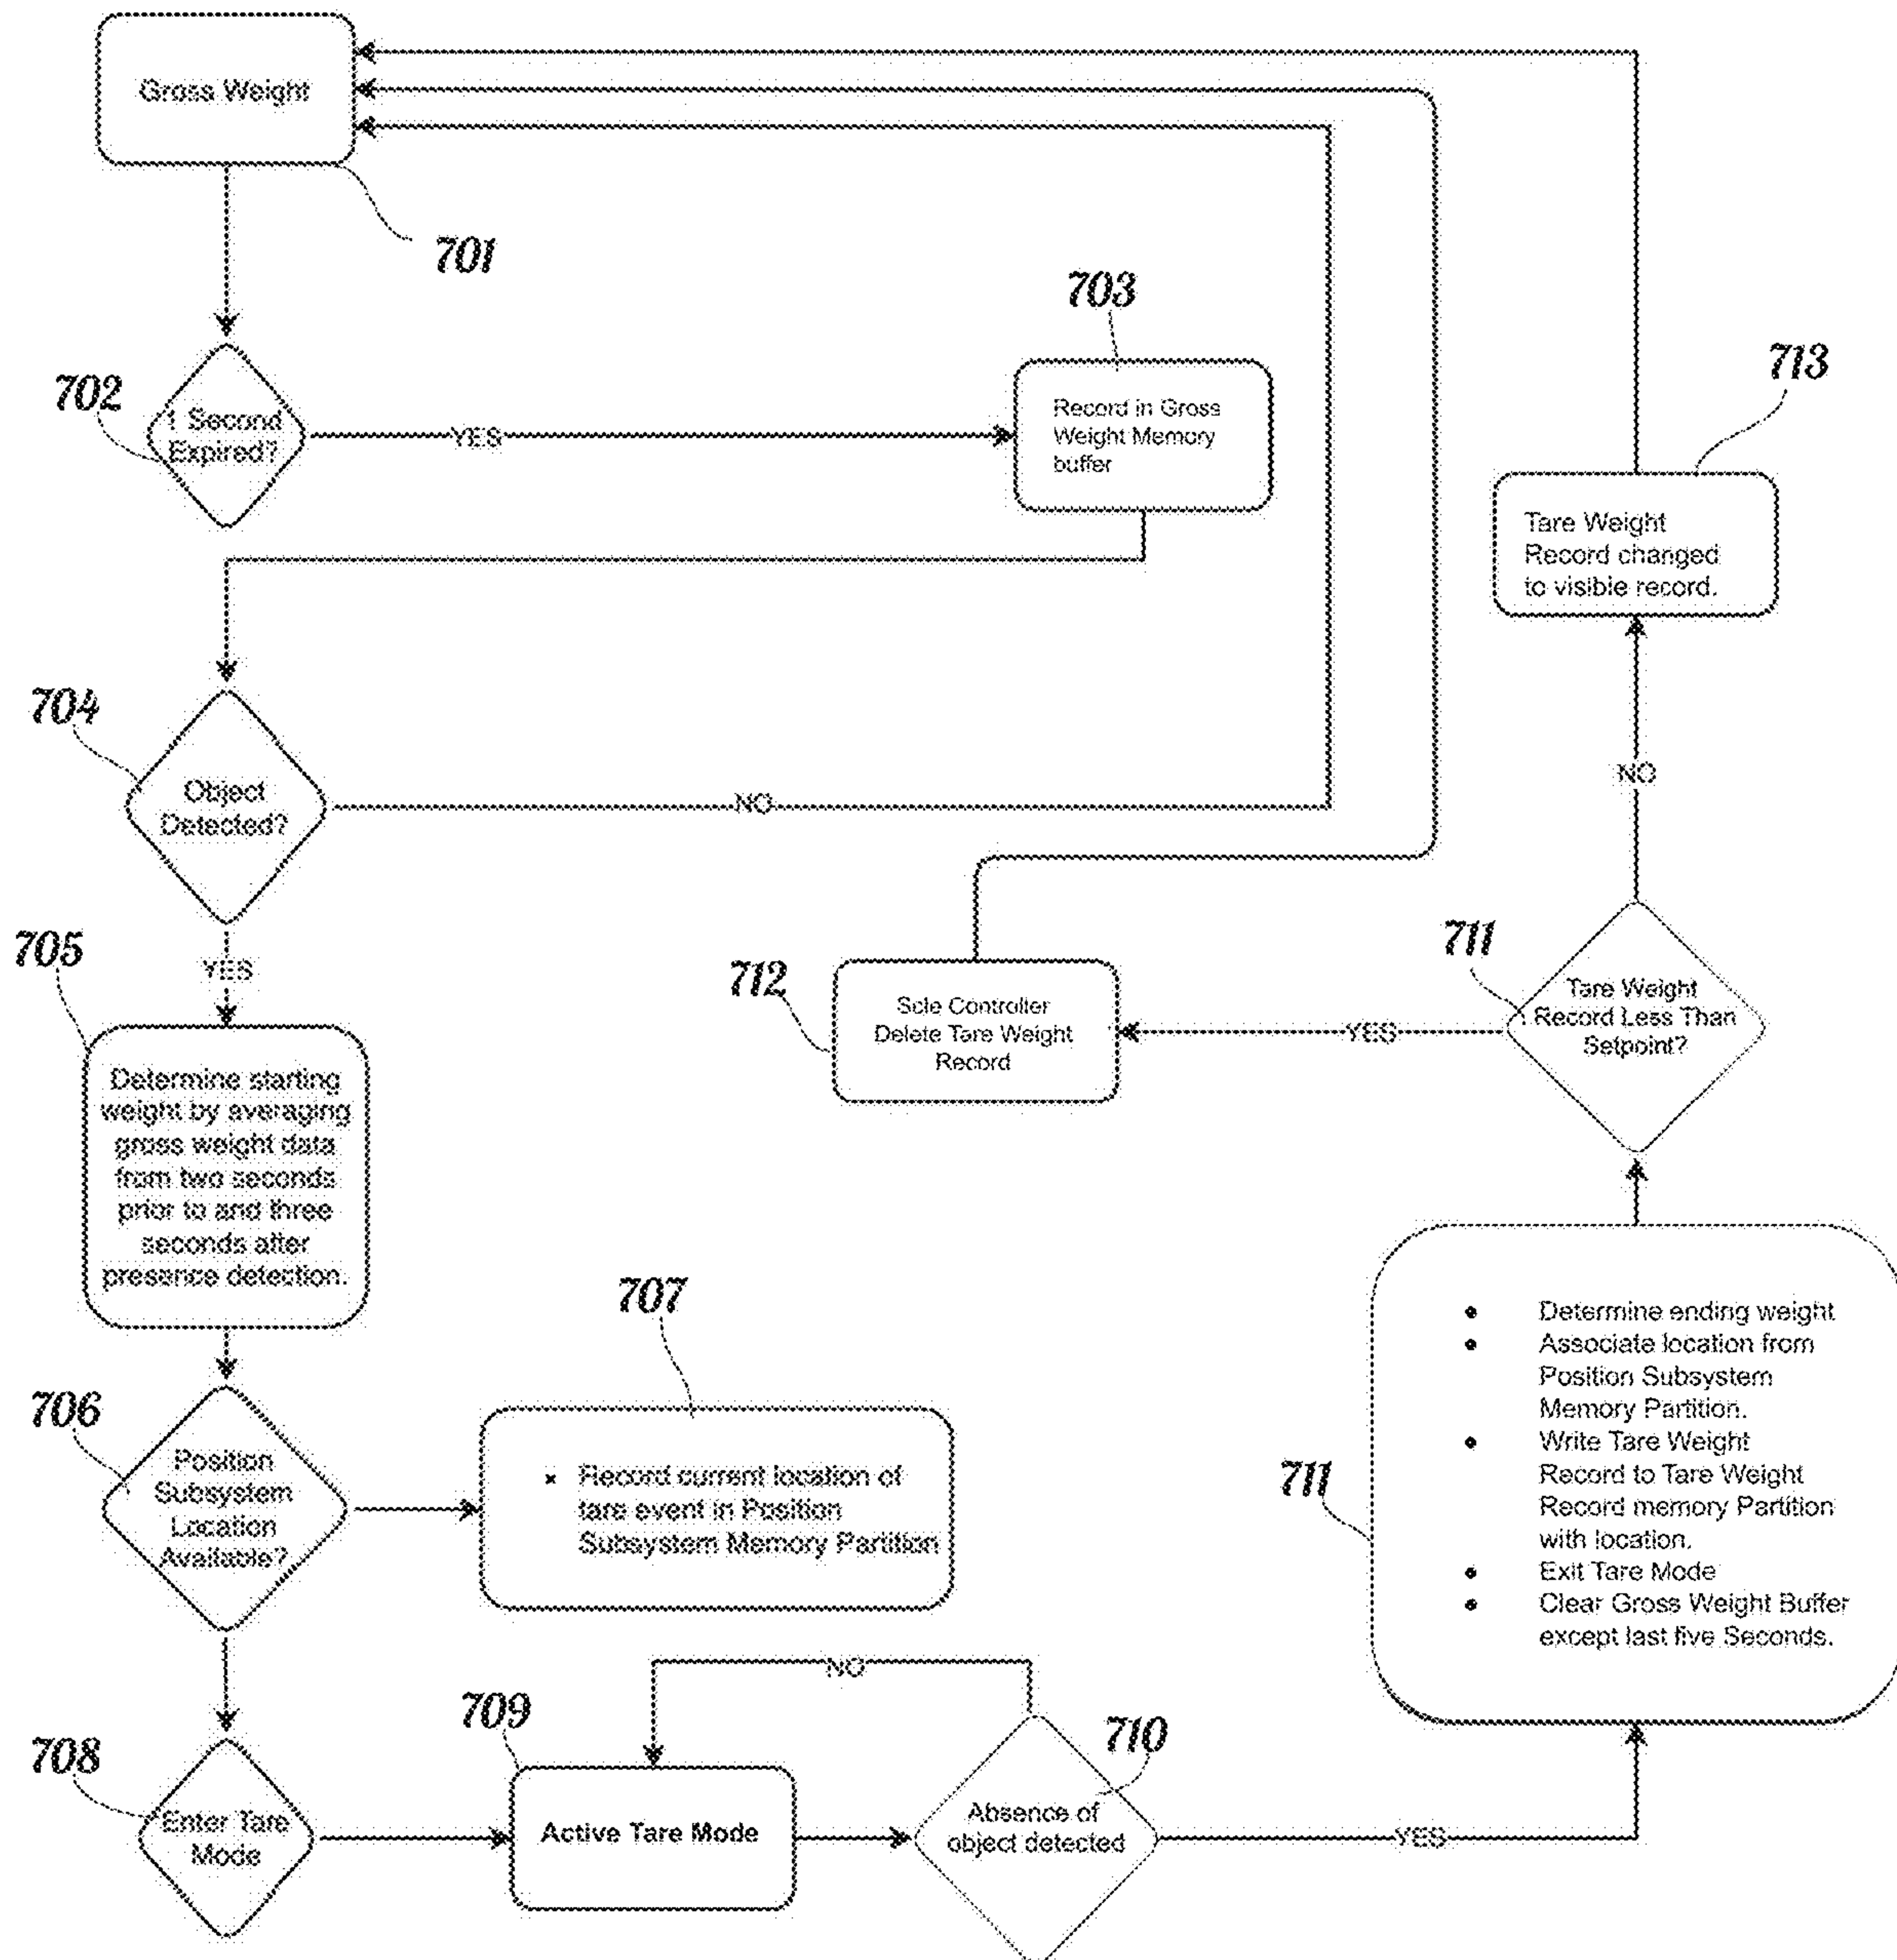 Gross Weight
701
703
702
1 Second
Expired?
YES
Record in Gross
Weight Memory
buffer
713
Tare Weight
Record changed
to visible record.
704
Object
Detected?
NO
NO
YES
705
Determine starting
weight by averaging
gross weight data
from two seconds
prior to and three
seconds after
presence detection.
712
Scle Controller
Delete Tare Weight
Record
YES
711
Tare Weight
Record Less Than
Setpoint?
707
706
Position
Subsystem
Location
Available?
Record current location of
tare event in Position
Subsystem Memory Partition
711
• Determine ending weight
• Associate location from
Position Subsystem
Memory Partition.
• Write Tare Weight
Record to Tare Weight
Record memory Partition
with location.
• Exit Tare Mode
• Clear Gross Weight Buffer
except last five Seconds.
NO
708
Enter Tare
Mode
709
Active Tare Mode
710
Absence of
object detected
YES